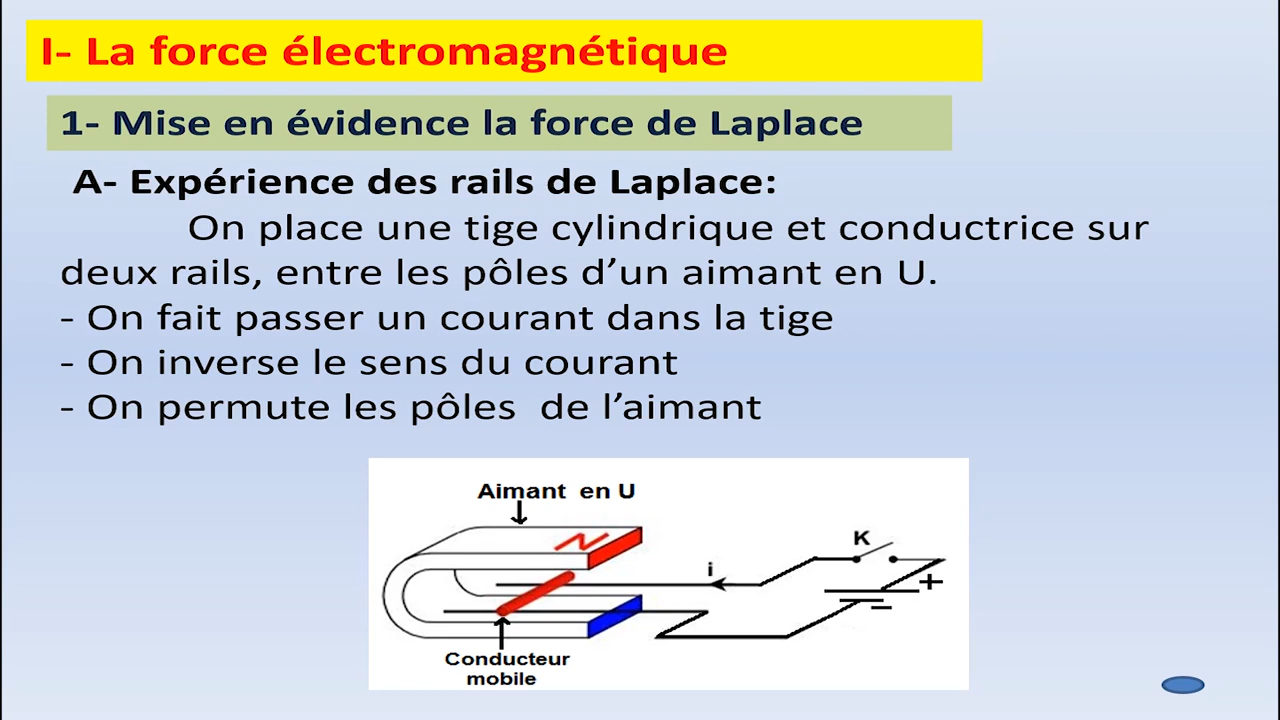 I- La force électromagnétique
1- Mise en évidence la force de Laplace
A- Expérience des rails de Laplace:
On place une tige cylindrique et conductrice sur
deux rails, entre les pôles d’un aimant en U.
- On fait passer un courant dans la tige
- On inverse le sens du courant
- On permute les pôles de l’aimant
Aimant en U
N
K
i
+
-
Conducteur
mobile